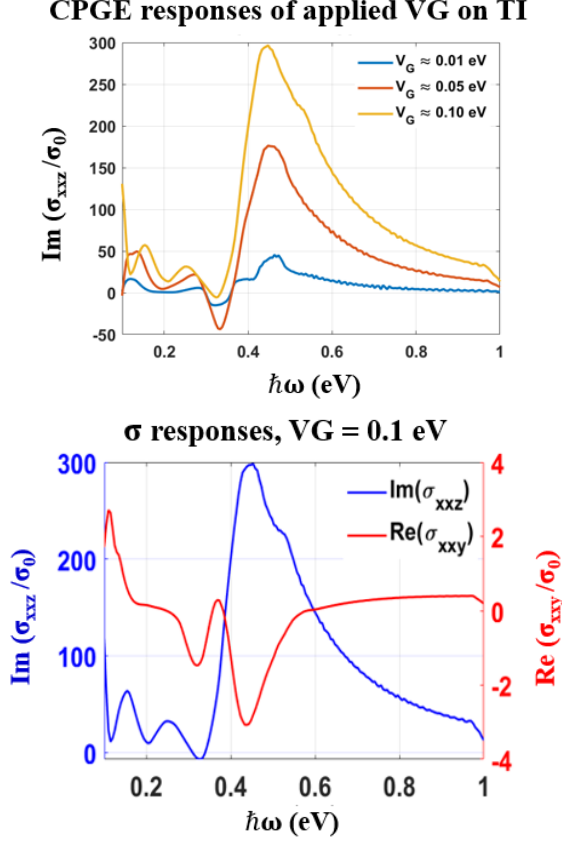 CPGE responses of applied VG on TI
300
250
200
150
100
50
0
-50
Im (σxxz/σ0)
V_G ≈ 0.01 eV
V_G ≈ 0.05 eV
V_G ≈ 0.10 eV
0.2 0.4 0.6 0.8 1
ℏω (eV)
σ responses, VG = 0.1 eV
300
200
100
0
Im (σxxz/σ0)
Im(σxxz)
Re(σxxy)
4
2
0
-2
-4
Re (σxxy/σ0)
0.2 0.4 0.6 0.8 1
ℏω (eV)